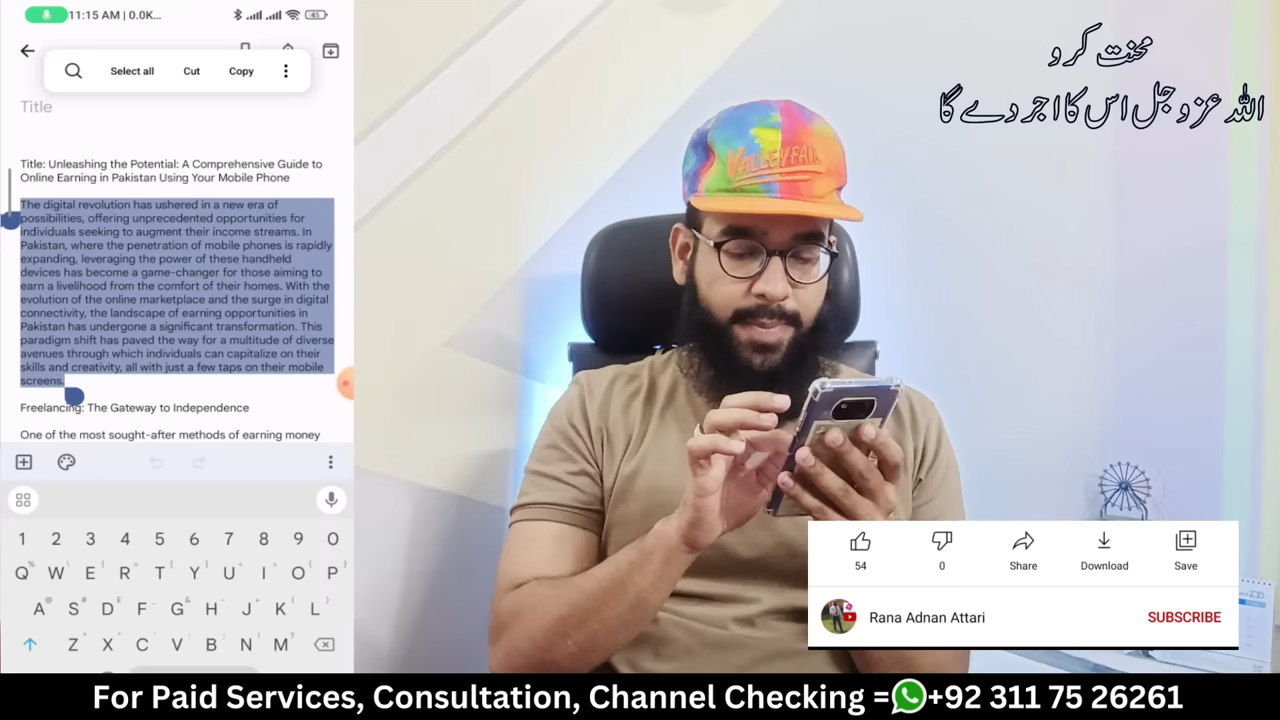 11:15 AM | 0.0K...
45
Select all Cut Copy
Title
Title: Unleashing the Potential: A Comprehensive Guide to
Online Earning in Pakistan Using Your Mobile Phone
The digital revolution has ushered in a new era of
possibilities, offering unprecedented opportunities for
individuals seeking to augment their income streams. In
Pakistan, where the penetration of mobile phones is rapidly
expanding, leveraging the power of these handheld
devices has become a game-changer for those aiming to
earn a livelihood from the comfort of their homes. With the
evolution of the online marketplace and the surge in digital
connectivity, the landscape of earning opportunities in
Pakistan has undergone a significant transformation. This
paradigm shift has paved the way for a multitude of diverse
avenues through which individuals can capitalize on their
skills and creativity, all with just a few taps on their mobile
screens.
Freelancing: The Gateway to Independence
One of the most sought-after methods of earning money
1 2 3 4 5 6 7 8 9 0
Q W E R T Y U I O P
A S D F G H J K L
Z X C V B N M
محنت کرو
اللہ عزوجل اس کا اجر دے گا
VALLEYFAIR
54 0 Share Download Save
Rana Adnan Attari SUBSCRIBE
For Paid Services, Consultation, Channel Checking = +92 311 75 26261